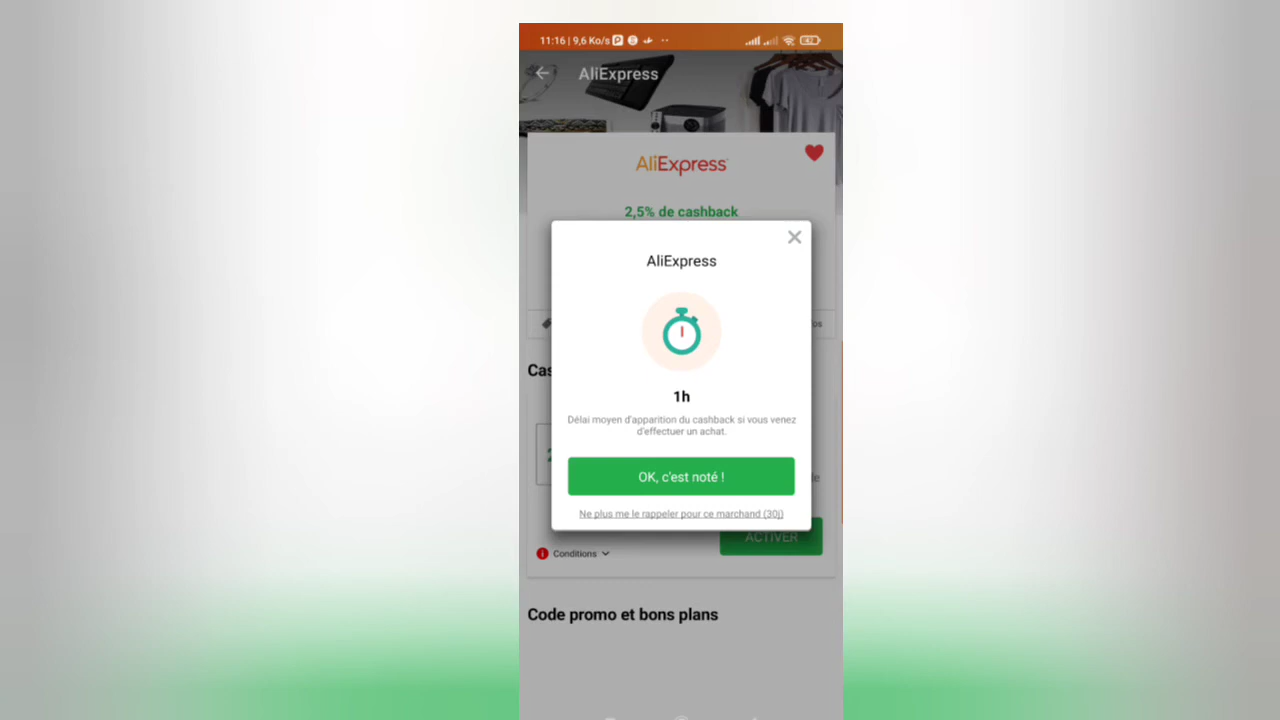 11:16 | 9,6 Ko/s
AliExpress
AliExpress
2,5% de cashback
AliExpress
1h
Délai moyen d'apparition du cashback si vous venez
d'effectuer un achat.
OK, c'est noté !
Ne plus me le rappeler pour ce marchand (30j)
ACTIVER
Conditions
Code promo et bons plans